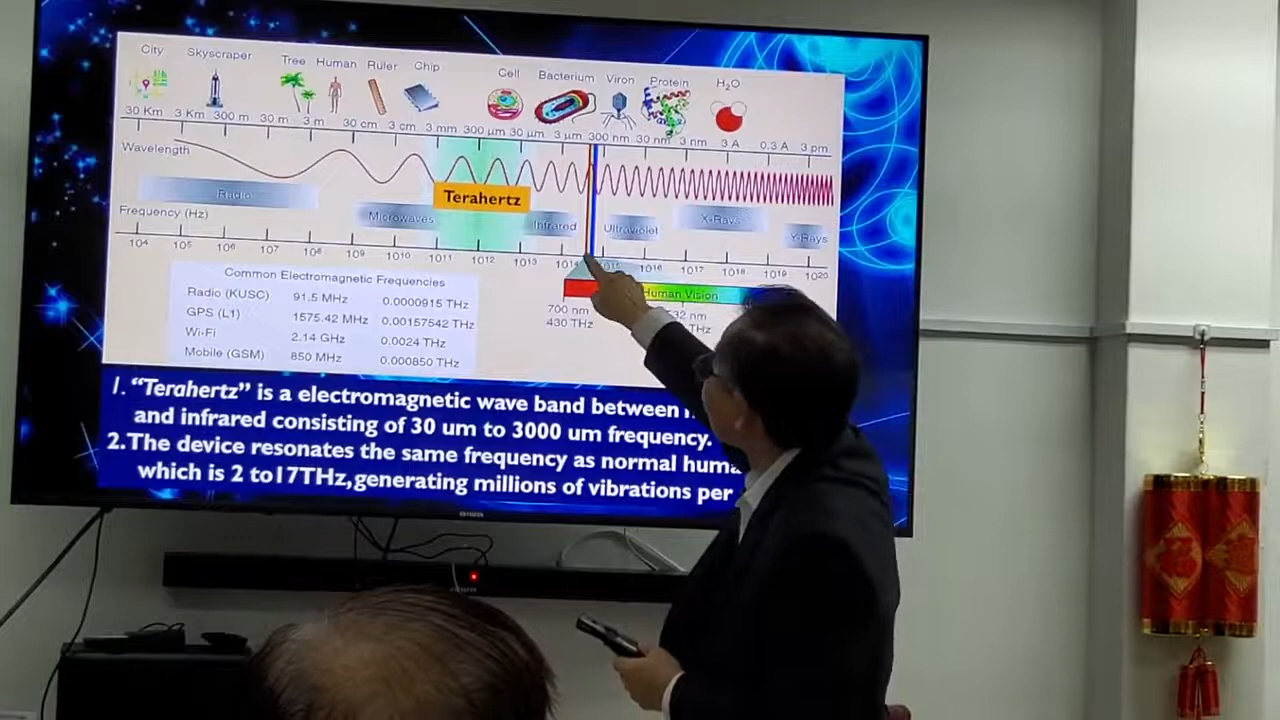 City Skyscraper Tree Human Ruler Chip Cell Bacterium Viron Protein H₂O
30 Km 3 Km 300 m 30 m 3 m 30 cm 3 cm 3 mm 300 µm 30 µm 3 µm 300 nm 30 nm 3 nm 3 A 0.3 A 3 pm
Wavelength
Radio Microwaves Terahertz Infrared Ultraviolet X-Rays Y-Rays
Frequency (Hz)
10⁴ 10⁵ 10⁶ 10⁷ 10⁸ 10⁹ 10¹⁰ 10¹¹ 10¹² 10¹³ 10¹⁴ 10¹⁵ 10¹⁶ 10¹⁷ 10¹⁸ 10¹⁹ 10²⁰
Common Electromagnetic Frequencies
Radio (KUSC) 91.5 MHz 0.0000915 THz
GPS (L1) 1575.42 MHz 0.00157542 THz
Wi-Fi 2.14 GHz 0.0024 THz
Mobile (GSM) 850 MHz 0.000850 THz
Human Vision
700 nm
430 THz
THz
1. “Terahertz” is a electromagnetic wave band between
and infrared consisting of 30 um to 3000 um frequency.
2.The device resonates the same frequency as normal huma
which is 2 to17THz,generating millions of vibrations per